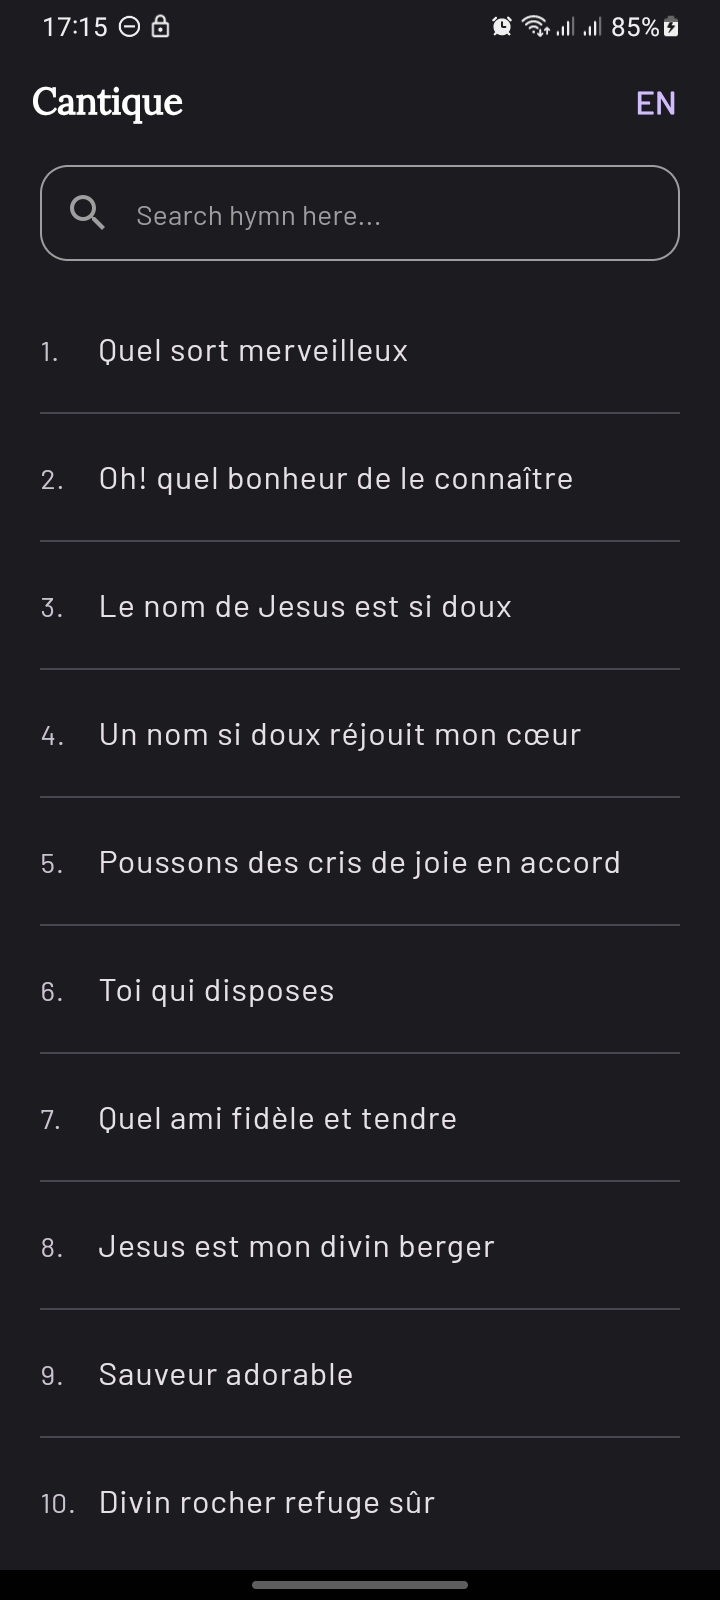 17:15 85%
Cantique EN
Search hymn here...
1. Quel sort merveilleux
2. Oh! quel bonheur de le connaître
3. Le nom de Jesus est si doux
4. Un nom si doux réjouit mon cœur
5. Poussons des cris de joie en accord
6. Toi qui disposes
7. Quel ami fidèle et tendre
8. Jesus est mon divin berger
9. Sauveur adorable
10. Divin rocher refuge sûr